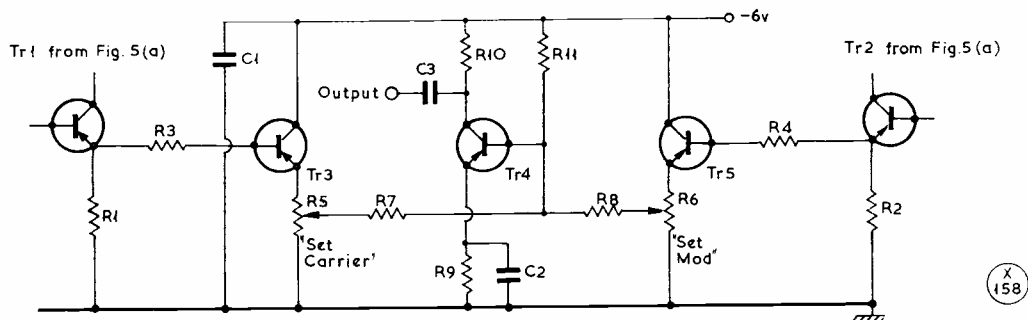 -6v
Tr1 from Fig. 5(a)
Tr2 from Fig. 5(a)
C1
R10
R11
C3
Output
R3
R4
Tr3
Tr4
Tr5
R1
R5
R7
R8
R6
R2
"Set
Carrier'
"Set
Mod"
R9
C2
X
158